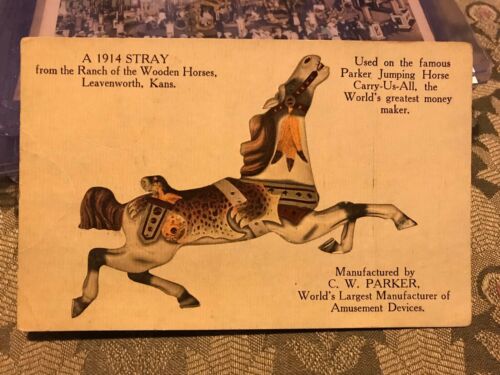 A 1914 STRAY
from the Ranch of the Wooden Horses,
Leavenworth, Kans.
Used on the famous
Parker Jumping Horse
Carry-Us-All, the
World's greatest money
maker.
Manufactured by
C. W. PARKER,
World's Largest Manufacturer of
Amusement Devices.